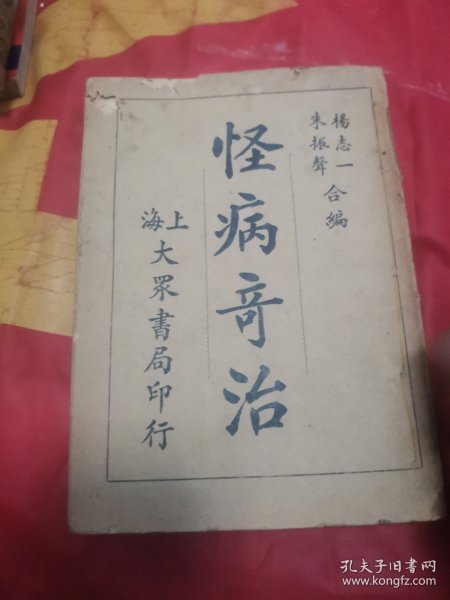 楊志一
朱振聲
合編
怪病奇治
上海
大眾書局印行
孔夫子旧书网
www.kongfz.com